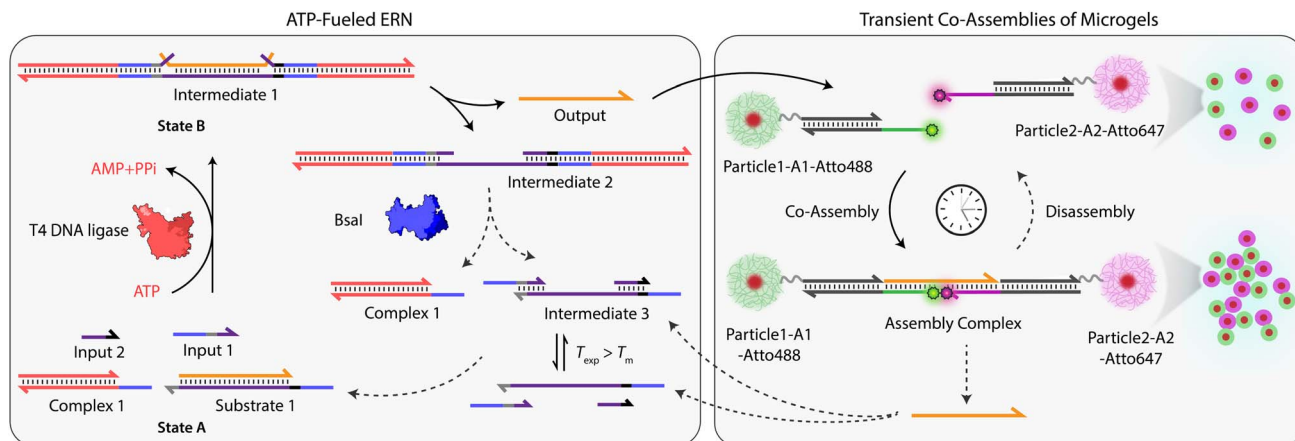 ATP-Fueled ERN
Intermediate 1
State B
Output
AMP+PPi
Intermediate 2
T4 DNA ligase
BsaI
ATP
Complex 1
Intermediate 3
Input 2
Input 1
T_exp > T_m
Complex 1
Substrate 1
State A
Transient Co-Assemblies of Microgels
Particle1-A1-Atto488
Particle2-A2-Atto647
Co-Assembly
Disassembly
Particle1-A1
-Atto488
Assembly Complex
Particle2-A2
-Atto647